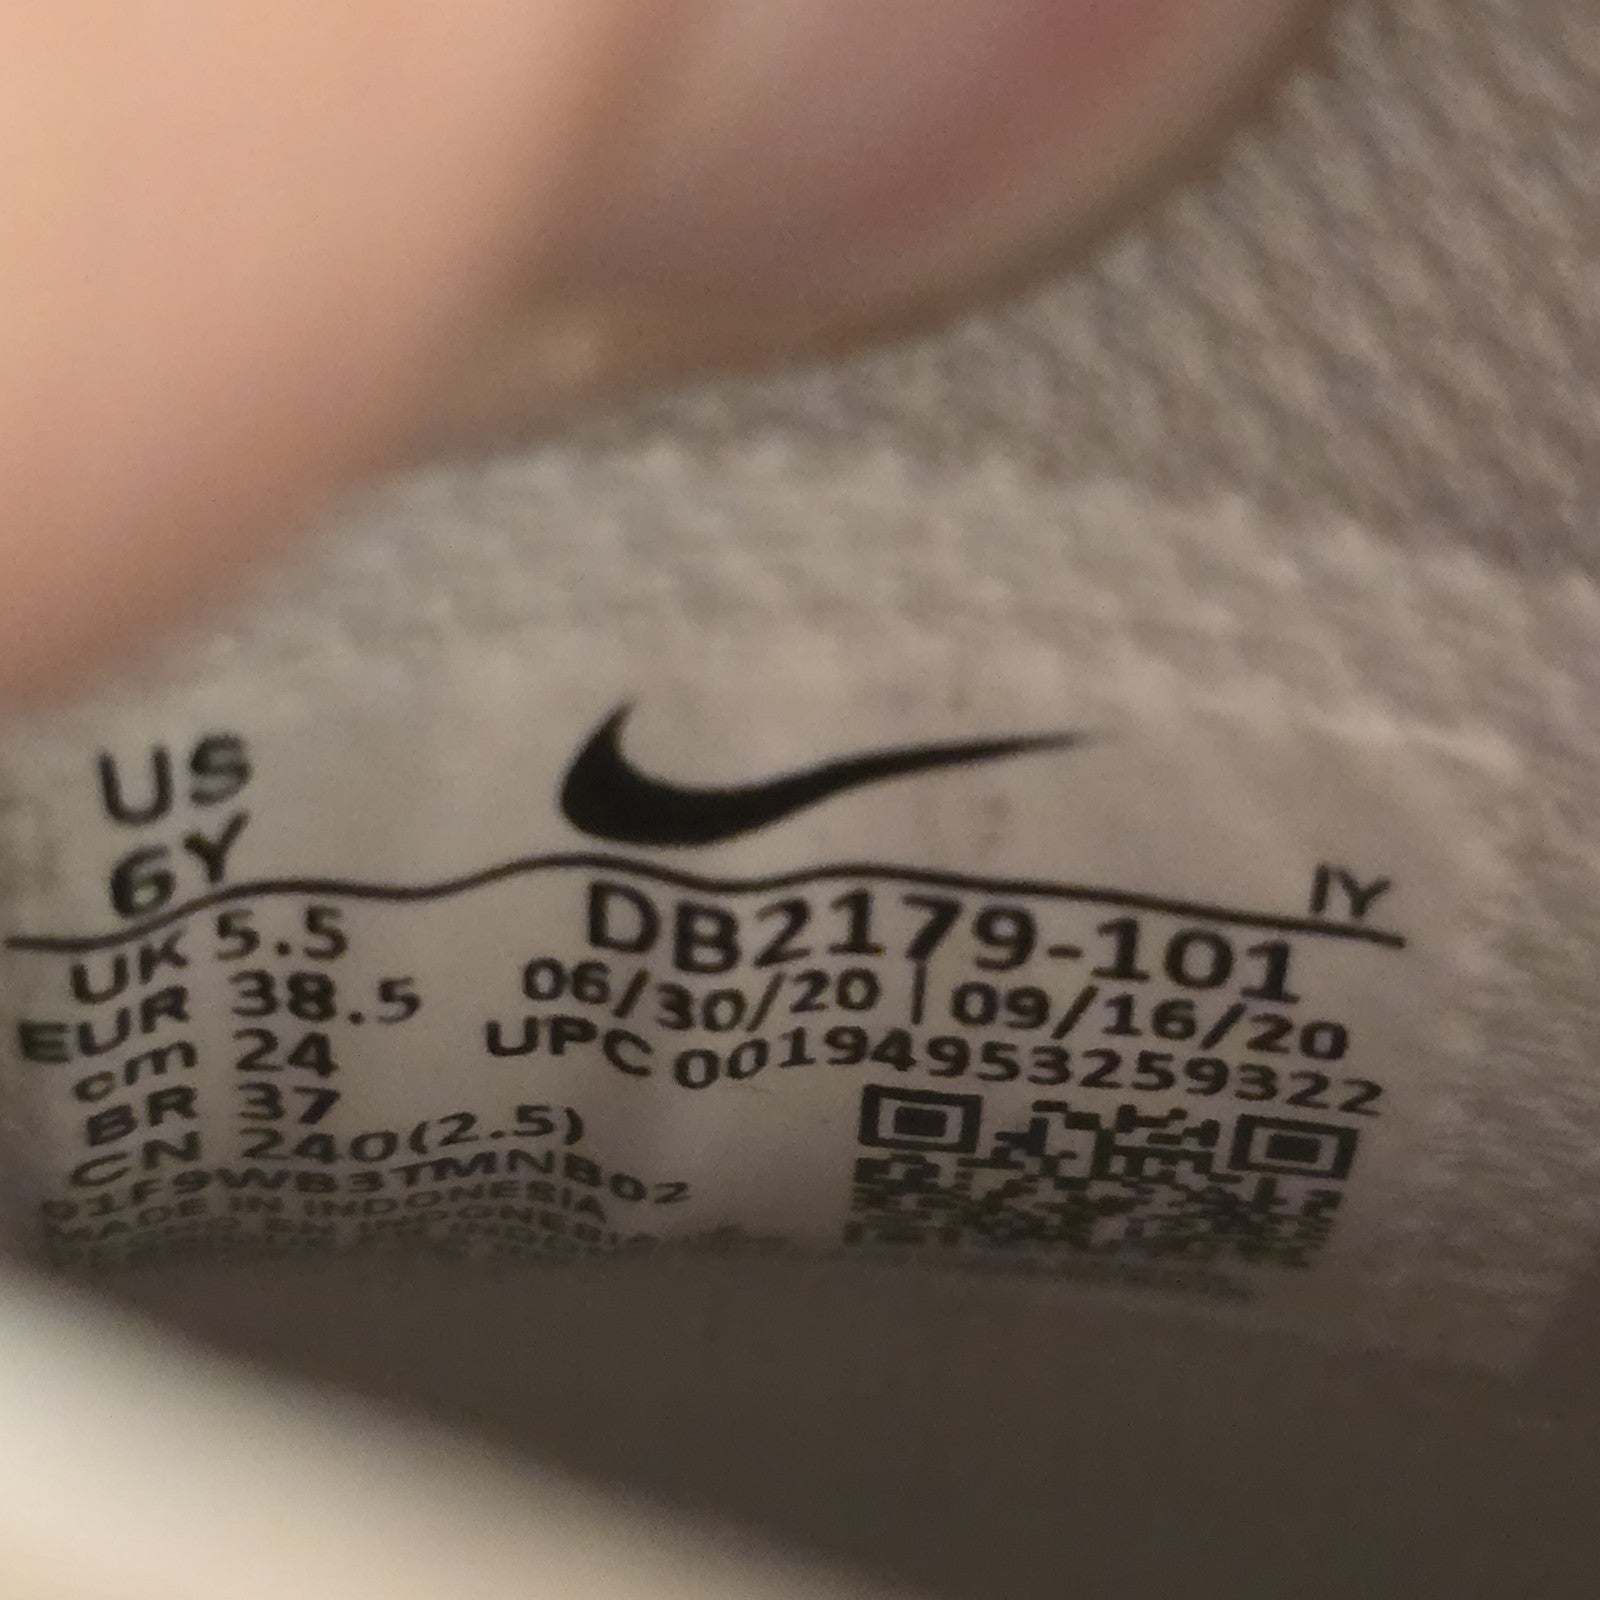 US
6Y
IY
UK 5.5
EUR 38.5
cm 24
BR 37
CN 240(2.5)
DB2179-101
06/30/20 | 09/16/20
UPC 00194953259322
01F9WB3TMNB02
MADE IN INDONESIA